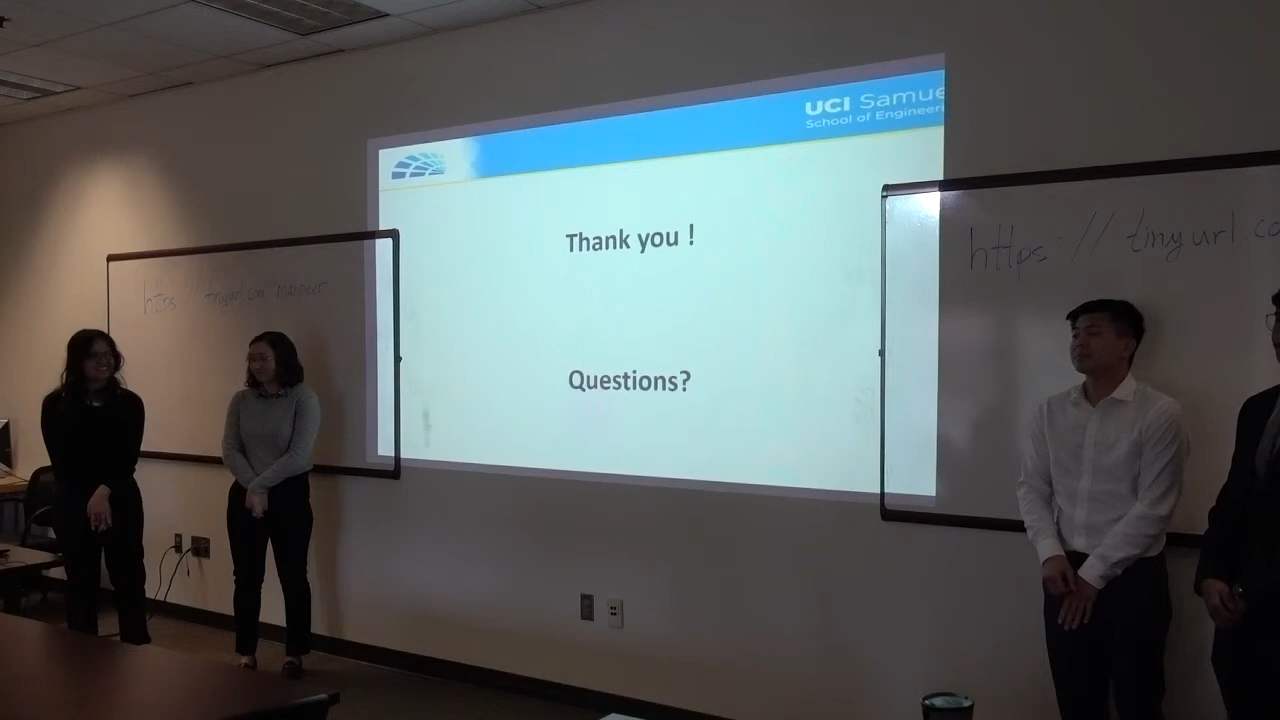 UCI Samue
School of Engineeri
Thank you !
Questions?
https://tinyurl.com
https://tinyurl.co